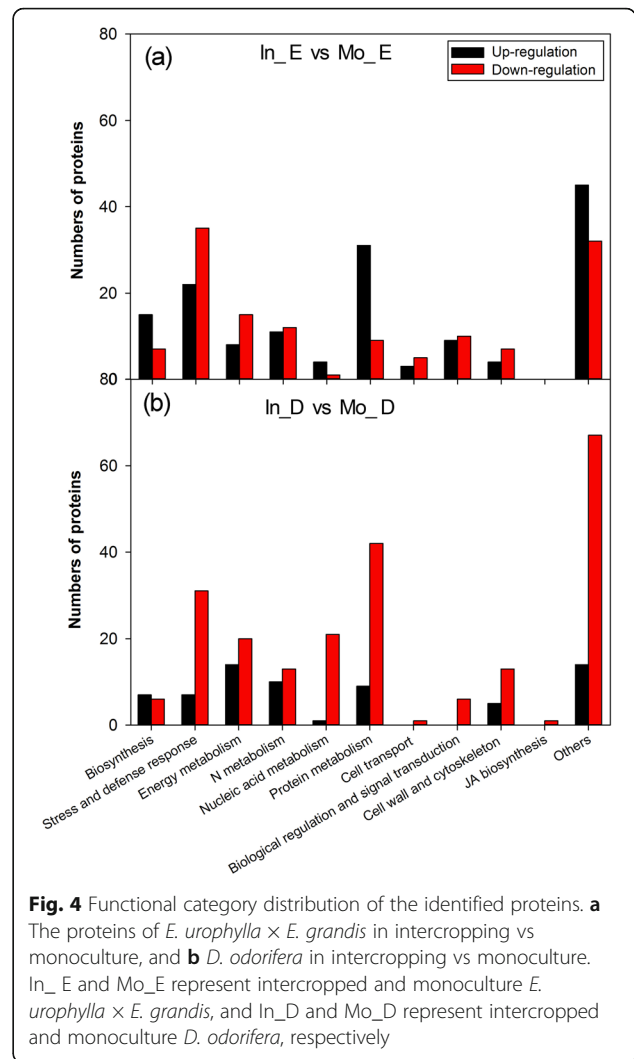 80
(a)
In_E vs Mo_E
Up-regulation
Down-regulation
60
40
20
Numbers of proteins
80
(b)
In_D vs Mo_D
60
40
20
0
Numbers of proteins
Biosynthesis
Stress and defense response
Energy metabolism
N metabolism
Nucleic acid metabolism
Protein metabolism
Cell transport
Biological regulation and signal transduction
Cell wall and cytoskeleton
JA biosynthesis
Others
Fig. 4 Functional category distribution of the identified proteins. a
The proteins of E. urophylla × E. grandis in intercropping vs
monoculture, and b D. odorifera in intercropping vs monoculture.
In_ E and Mo_E represent intercropped and monoculture E.
urophylla × E. grandis, and In_D and Mo_D represent intercropped
and monoculture D. odorifera, respectively